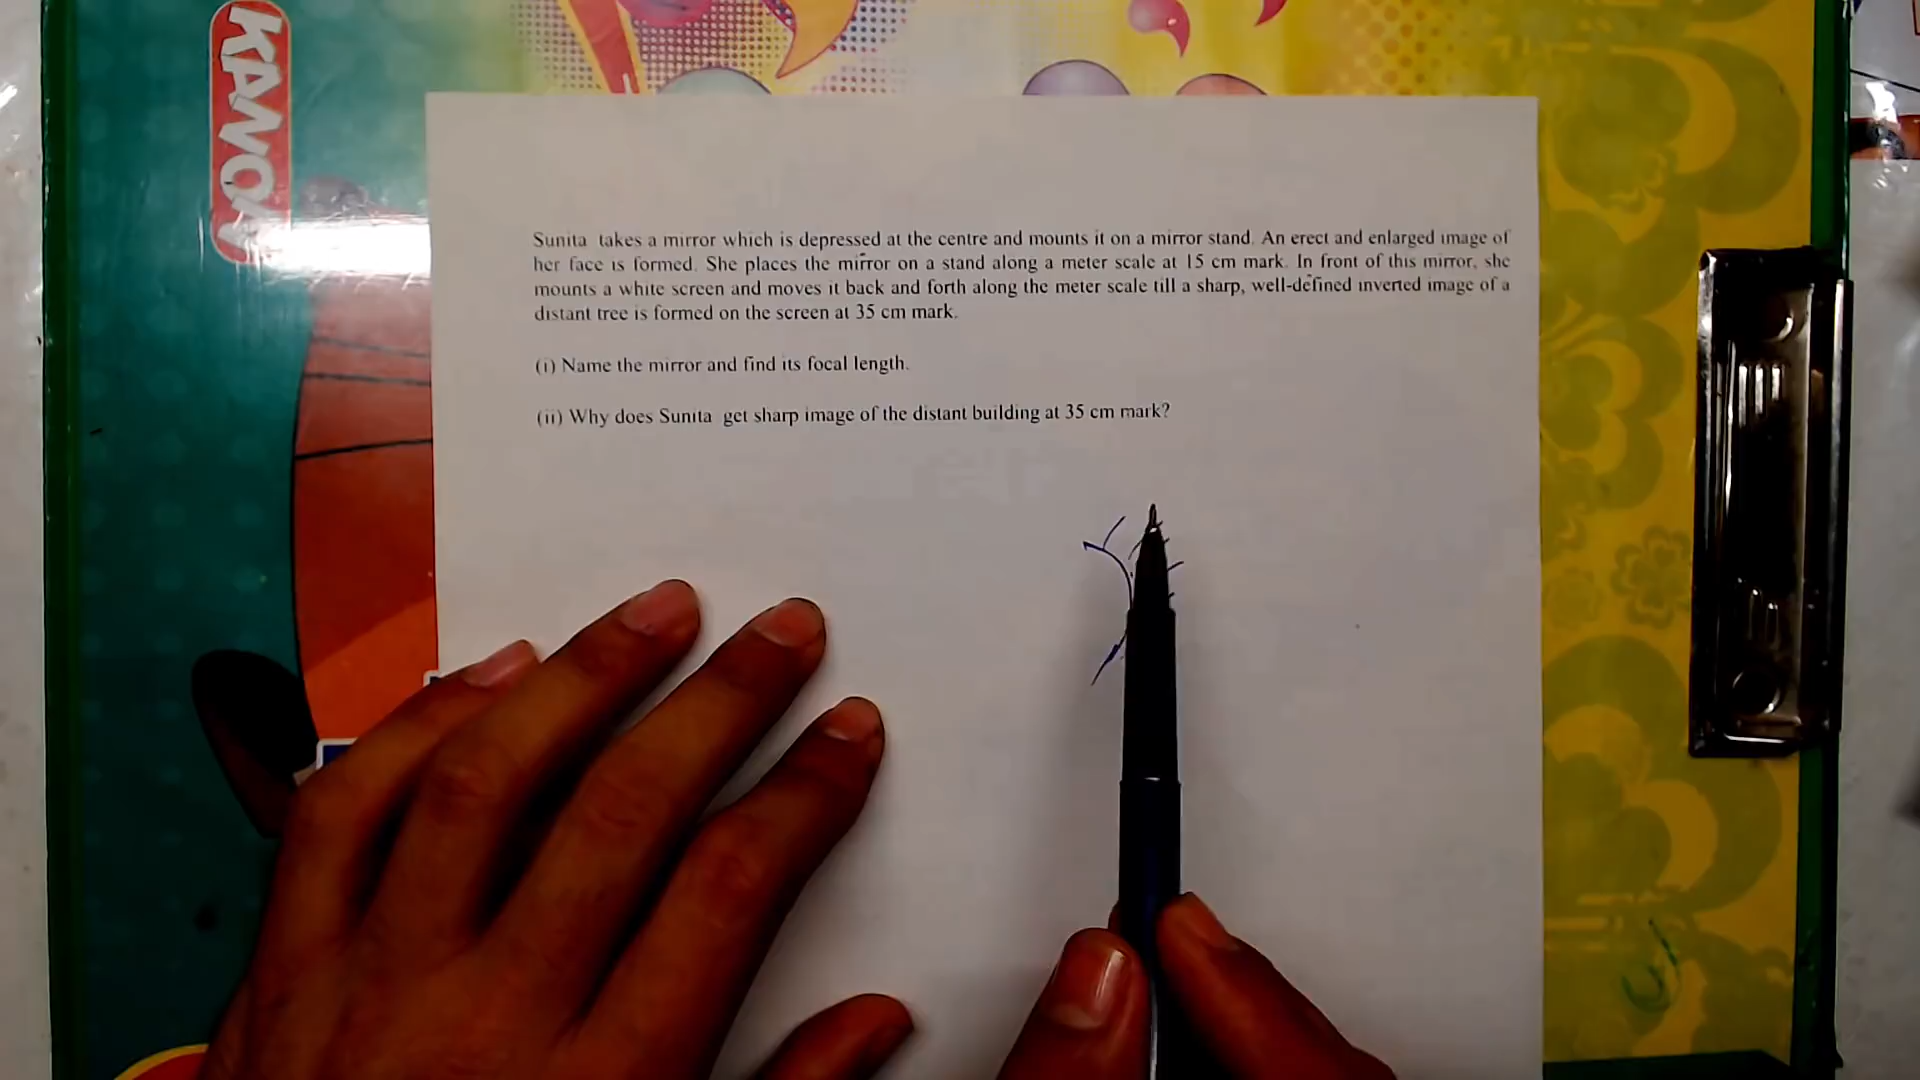 KANO
Sunita takes a mirror which is depressed at the centre and mounts it on a mirror stand. An erect and enlarged image of
her face is formed. She places the mirror on a stand along a meter scale at 15 cm mark. In front of this mirror, she
mounts a white screen and moves it back and forth along the meter scale till a sharp, well-defined inverted image of a
distant tree is formed on the screen at 35 cm mark.
(i) Name the mirror and find its focal length.
(ii) Why does Sunita get sharp image of the distant building at 35 cm mark?